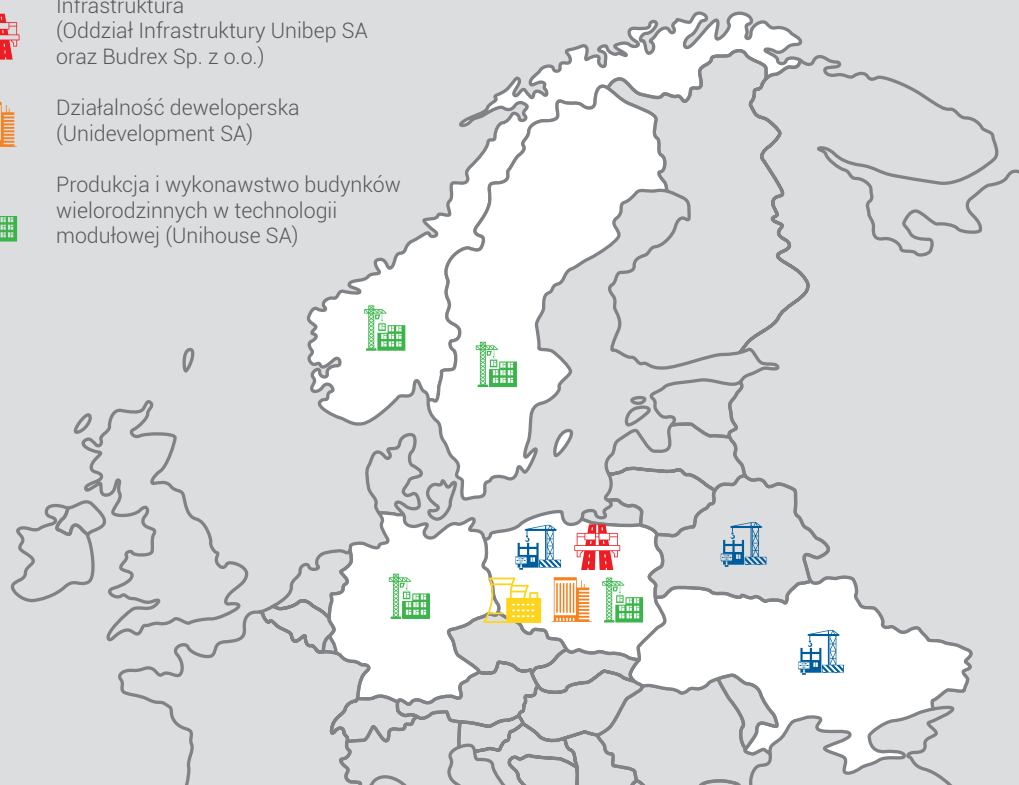 Infrastruktura
(Oddział Infrastruktury Unibep SA
oraz Budrex Sp. z o.o.)
Działalność deweloperska
(Unidevelopment SA)
Produkcja i wykonawstwo budynków
wielorodzinnych w technologii
modułowej (Unihouse SA)